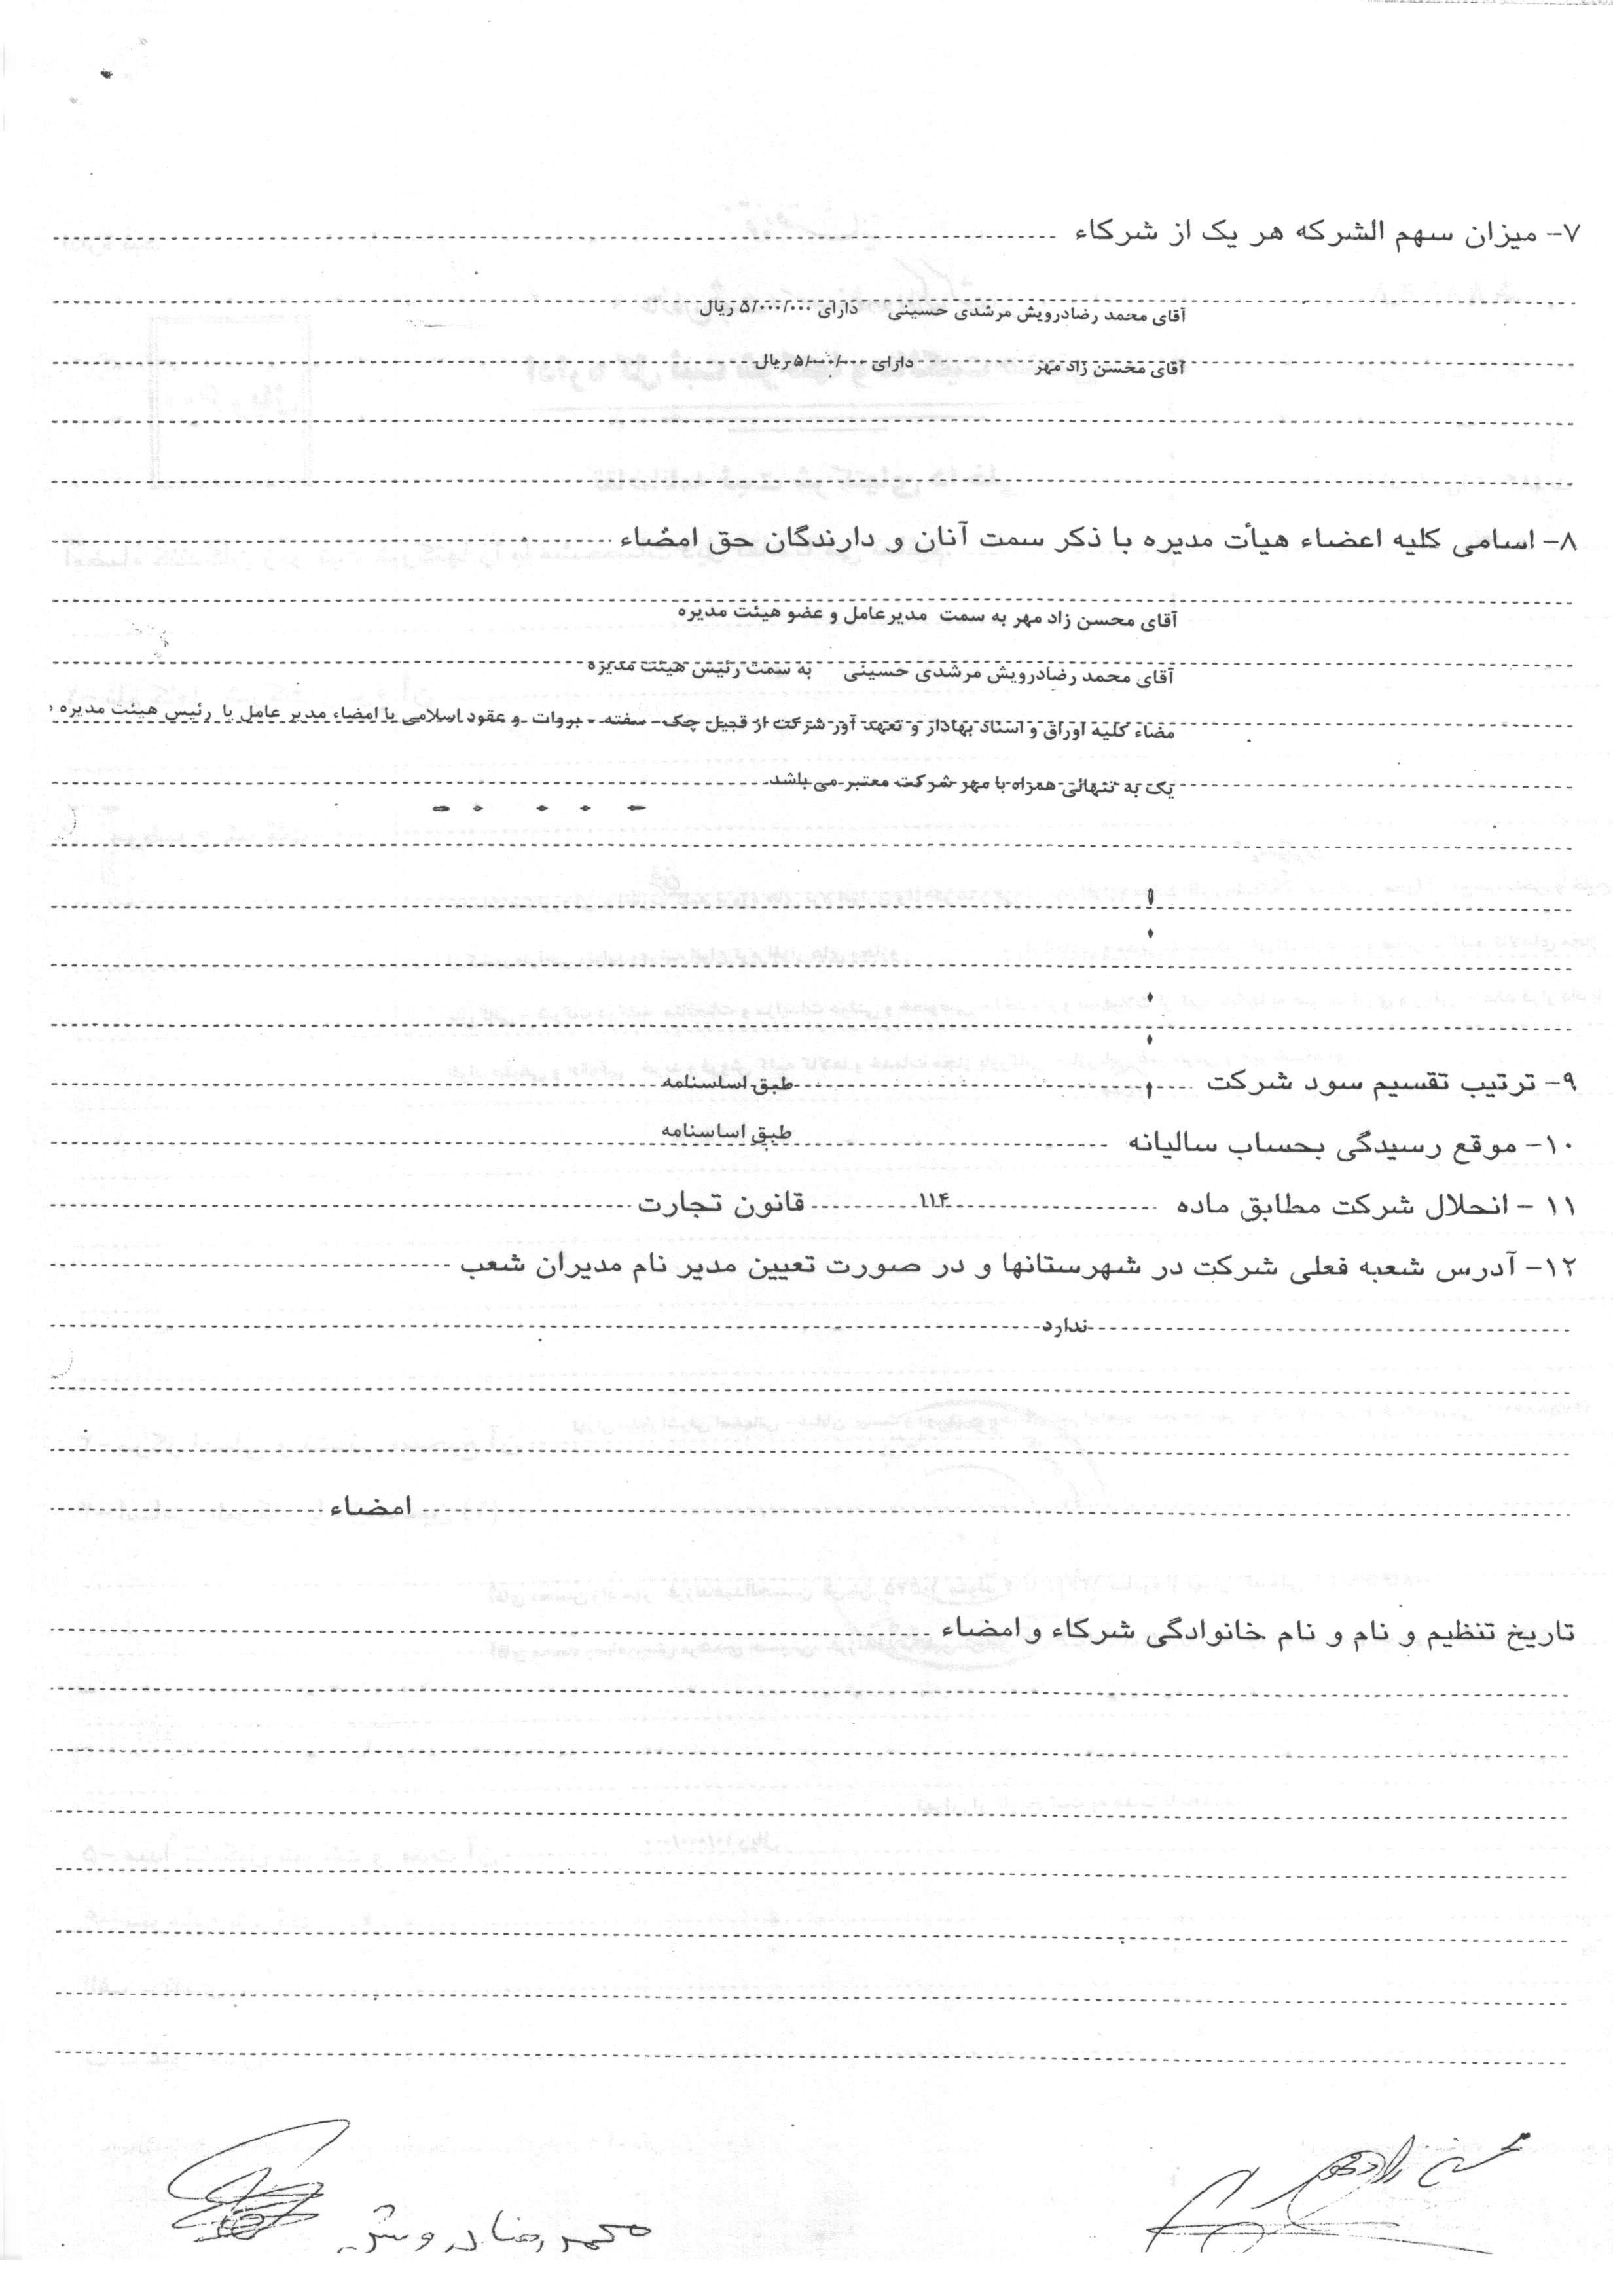 ۷- میزان سهم الشرکه هر یک از شرکاء
آقای محمد رضادرویش مرشدی حسینی دارای ۵/۰۰۰/۰۰۰ ریال
آقای محسن زاد مهر دارای ۵/۰۰۰/۰۰۰ ریال
۸- اسامی کلیه اعضاء هیأت مدیره با ذکر سمت آنان و دارندگان حق امضاء
آقای محسن زاد مهر به سمت مدیرعامل و عضو هیئت مدیره
آقای محمد رضادرویش مرشدی حسینی به سمت رئیس هیئت مدیره
مضاء کلیه اوراق و اسناد بهادار و تعهد آور شرکت از قبیل چک - سفته - بروات و عقود اسلامی با امضاء مدیر عامل یا رئیس هیئت مدیره
یک به تنهائی همراه با مهر شرکت معتبر می باشد
۹- ترتیب تقسیم سود شرکت طبق اساسنامه
۱۰- موقع رسیدگی بحساب سالیانه طبق اساسنامه
۱۱ - انحلال شرکت مطابق ماده ۱۱۴ قانون تجارت
۱۲- آدرس شعبه فعلی شرکت در شهرستانها و در صورت تعیین مدیر نام مدیران شعب
ندارد
امضاء
تاریخ تنظیم و نام و نام خانوادگی شرکاء و امضاء
محسن زادمهر
محمدرضا درویش